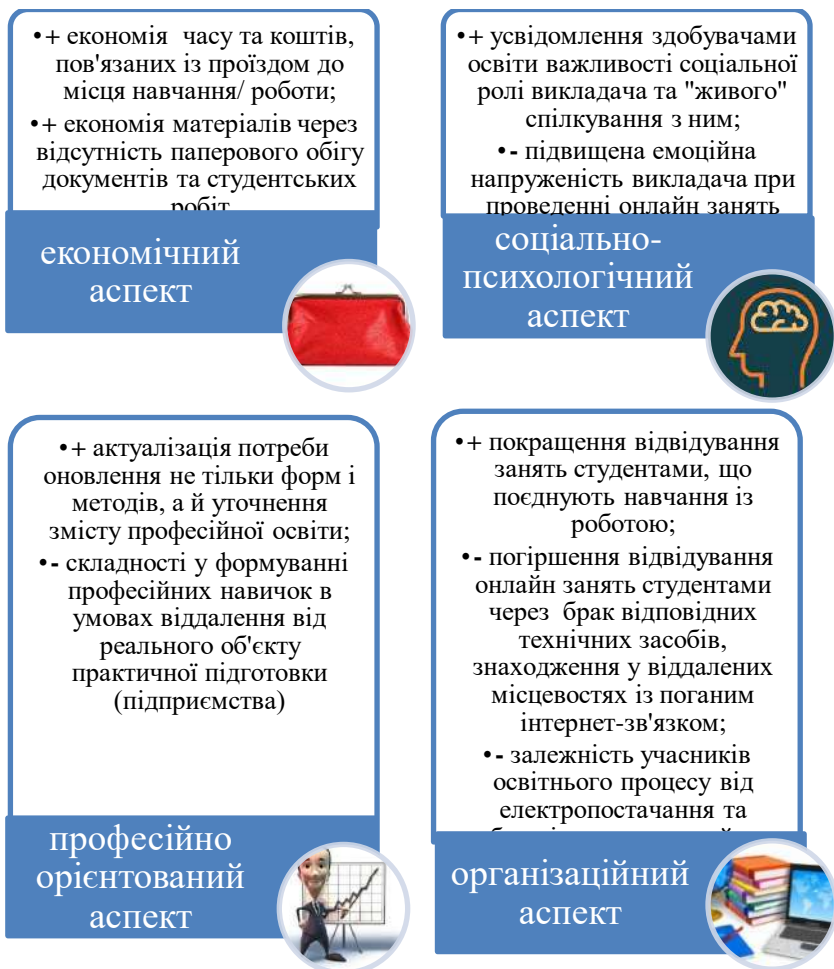 •+ економія часу та коштів,
пов'язаних із проїздом до
місця навчання/ роботи;
•+ економія матеріалів через
відсутність паперового обігу
документів та студентських
робіт
економічний
аспект
•+ усвідомлення здобувачами
освіти важливості соціальної
ролі викладача та "живого"
спілкування з ним;
•- підвищена емоційна
напруженість викладача при
проведенні онлайн занять
соціально-
психологічний
аспект
•+ актуалізація потреби
оновлення не тільки форм і
методів, а й уточнення
змісту професійної освіти;
•- складності у формуванні
професійних навичок в
умовах віддалення від
реального об'єкту
практичної підготовки
(підприємства)
професійно
орієнтований
аспект
•+ покращення відвідування
занять студентами, що
поєднують навчання із
роботою;
•- погіршення відвідування
онлайн занять студентами
через брак відповідних
технічних засобів,
знаходження у віддалених
місцевостях із поганим
інтернет-зв'язком;
•- залежність учасників
освітнього процесу від
електропостачання та
організаційний
аспект